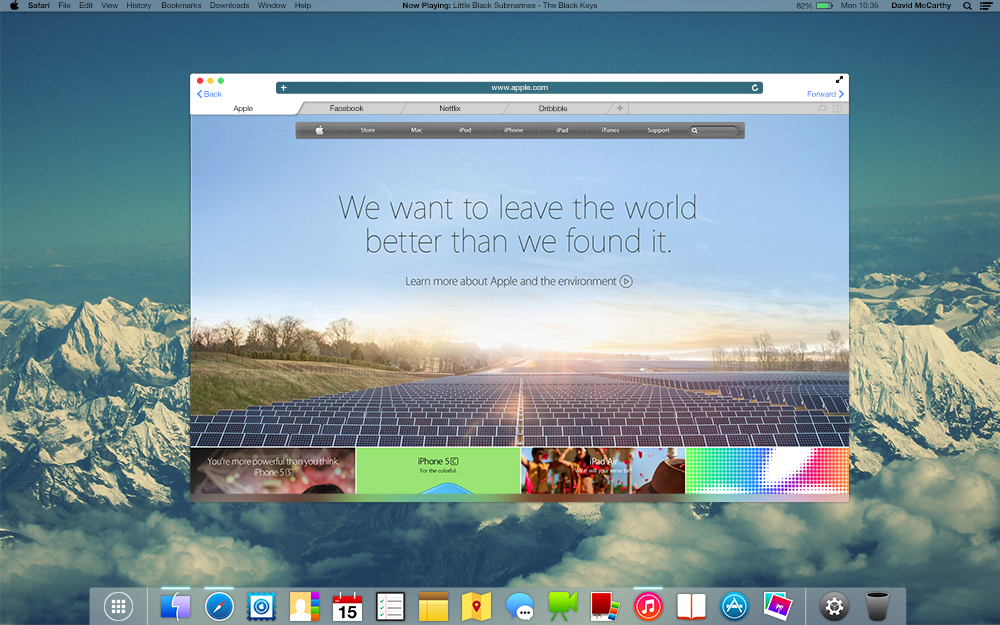 Safari File Edit View History Bookmarks Downloads Window Help Now Playing: Little Black Submarines - The Black Keys 82% Mon 10:35 David McCarthy
www.apple.com
Back Forward
Apple Facebook Netflix Dribbble
Store Mac iPod iPhone iPad iTunes Support
We want to leave the world
better than we found it.
Learn more about Apple and the environment
You're more powerful than you think.
iPhone 5S
iPhone 5C
For the colorful.
iPad Air
What will your verse be?
15